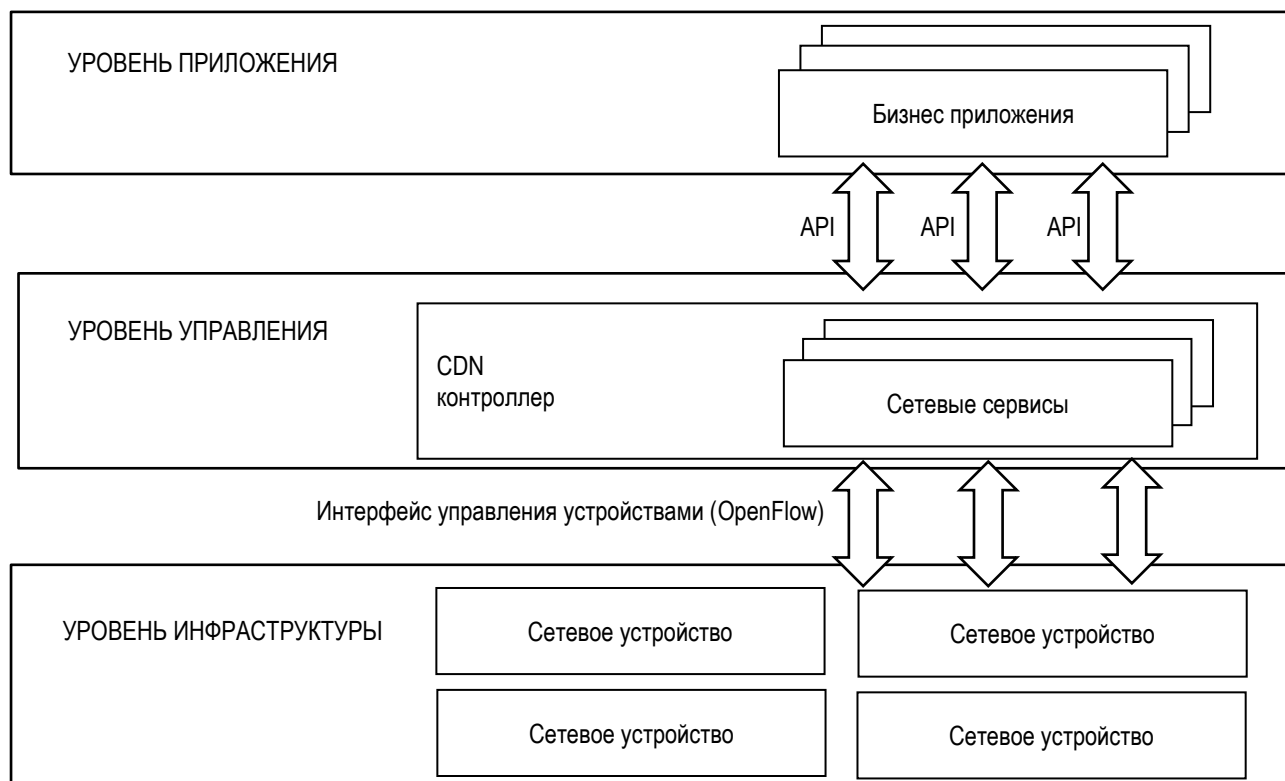 УРОВЕНЬ ПРИЛОЖЕНИЯ
Бизнес приложения
API
API
API
УРОВЕНЬ УПРАВЛЕНИЯ
CDN
контроллер
Сетевые сервисы
Интерфейс управления устройствами (OpenFlow)
УРОВЕНЬ ИНФРАСТРУКТУРЫ
Сетевое устройство
Сетевое устройство
Сетевое устройство
Сетевое устройство